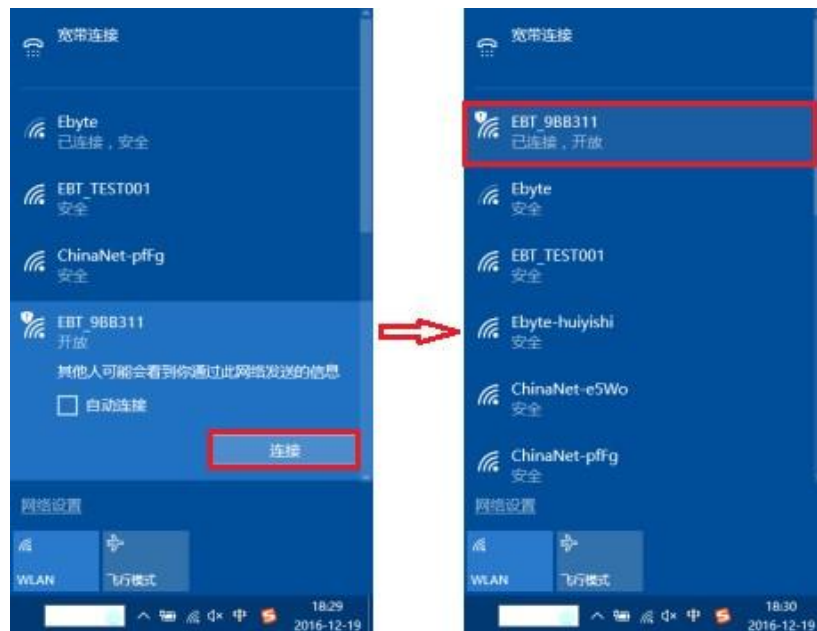 宽带连接
Ebyte
已连接，安全
EBT_TEST001
安全
ChinaNet-pfFg
安全
EBT_9BB311
开放
其他人可能会看到你通过此网络发送的信息
自动连接
连接
网络设置
WLAN
飞行模式
中
18:29
2016-12-19
宽带连接
EBT_9BB311
已连接，开放
Ebyte
安全
EBT_TEST001
安全
Ebyte-huiyishi
安全
ChinaNet-e5Wo
安全
ChinaNet-pfFg
安全
网络设置
WLAN
飞行模式
中
18:30
2016-12-19